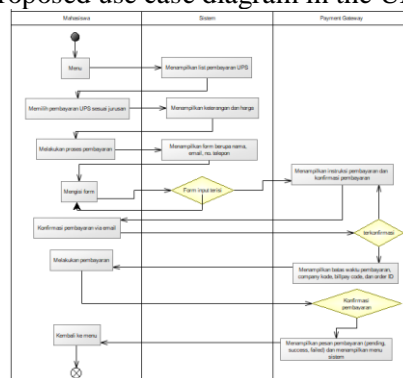 roposed use case diagram in the U
Mahasiswa
Sistem
Payment Gateway
Menu
Menampilkan list pembayaran UPS
Memilih pembayaran UPS sesuai jurusan
Menampilkan keterangan dan harga
Melakukan proses pembayaran
Menampilkan form berupa nama,
email, no. telepon
Mengisi form
Form input terisi
Menampilkan instruksi pembayaran dan
konfirmasi pembayaran
Konfirmasi pembayaran via email
terkonfirmasi
Melakukan pembayaran
Menampilkan batas waktu pembayaran,
company kode, billpay code, dan order ID
Konfirmasi
pembayaran
Kembali ke menu
Menampilkan pesan pembayaran (pending,
success, failed) dan menampilkan menu
sistem